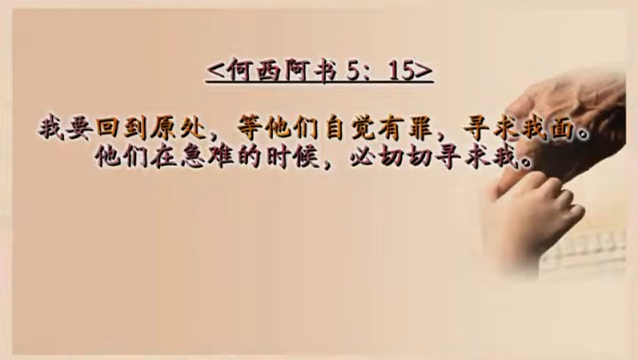 <何西阿书 5：15>
我要回到原处，等他们自觉有罪，寻求我面。
他们在急难的时候，必切切寻求我。